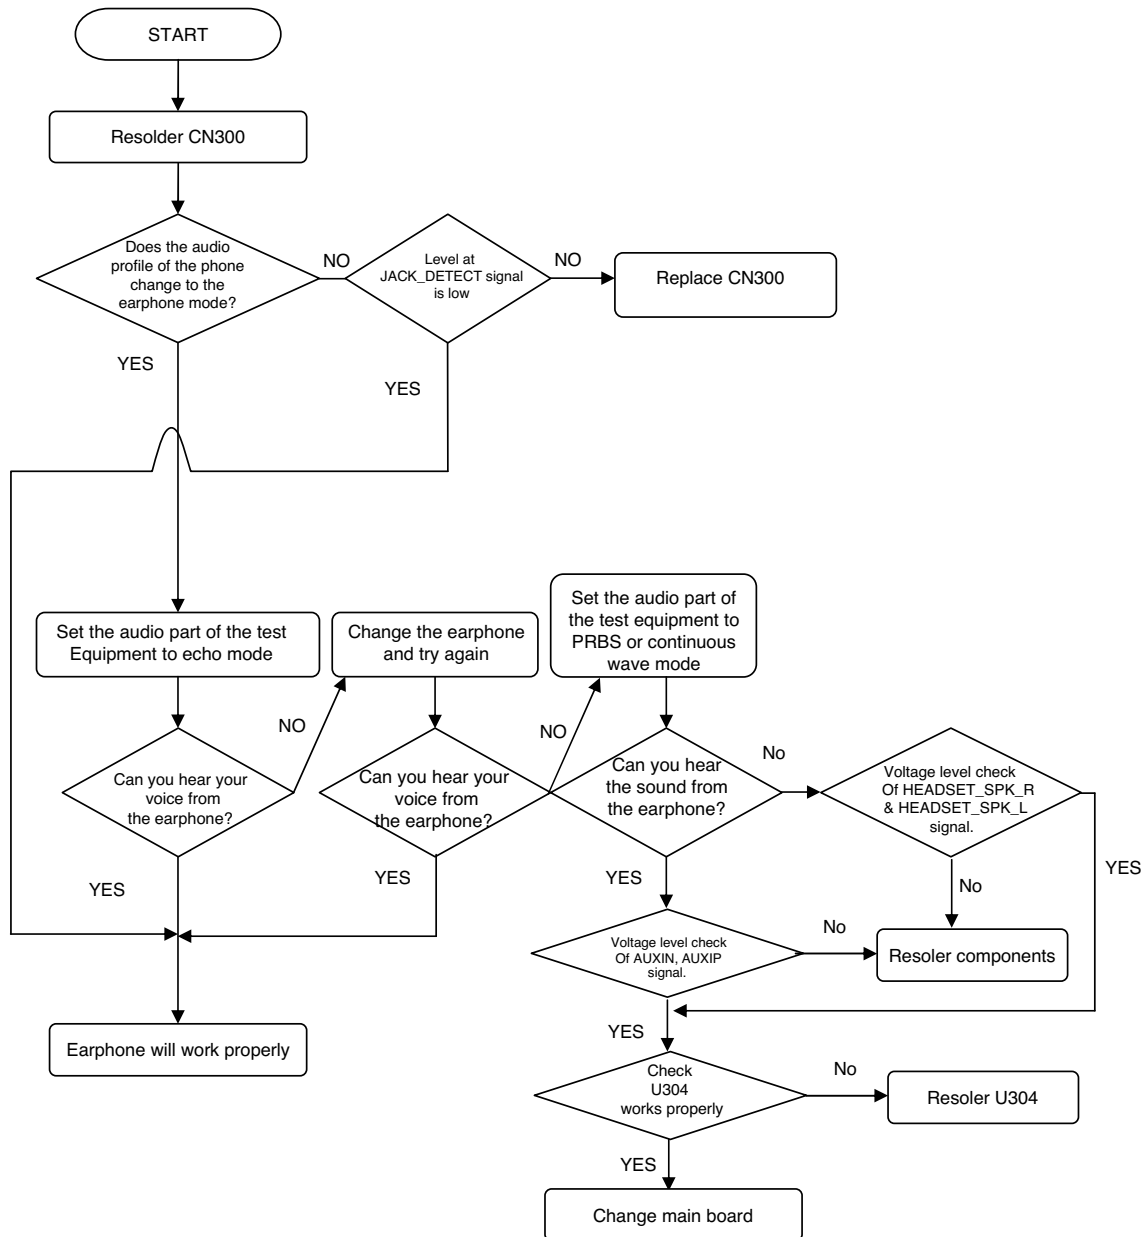 START
Resolder CN300
Does the audio
profile of the phone
change to the
earphone mode?
NO
Level at
JACK_DETECT signal
is low
NO
Replace CN300
YES
YES
Set the audio part of the test
Equipment to echo mode
Change the earphone
and try again
Set the audio part of
the test equipment to
PRBS or continuous
wave mode
NO
NO
No
Can you hear your
voice from
the earphone?
Can you hear your
voice from
the earphone?
Can you hear
the sound from
the earphone?
Voltage level check
Of HEADSET_SPK_R
& HEADSET_SPK_L
signal.
YES
YES
YES
No
YES
Voltage level check
Of AUXIN, AUXIP
signal.
No
Resoler components
Earphone will work properly
YES
Check
U304
works properly
No
Resoler U304
YES
Change main board